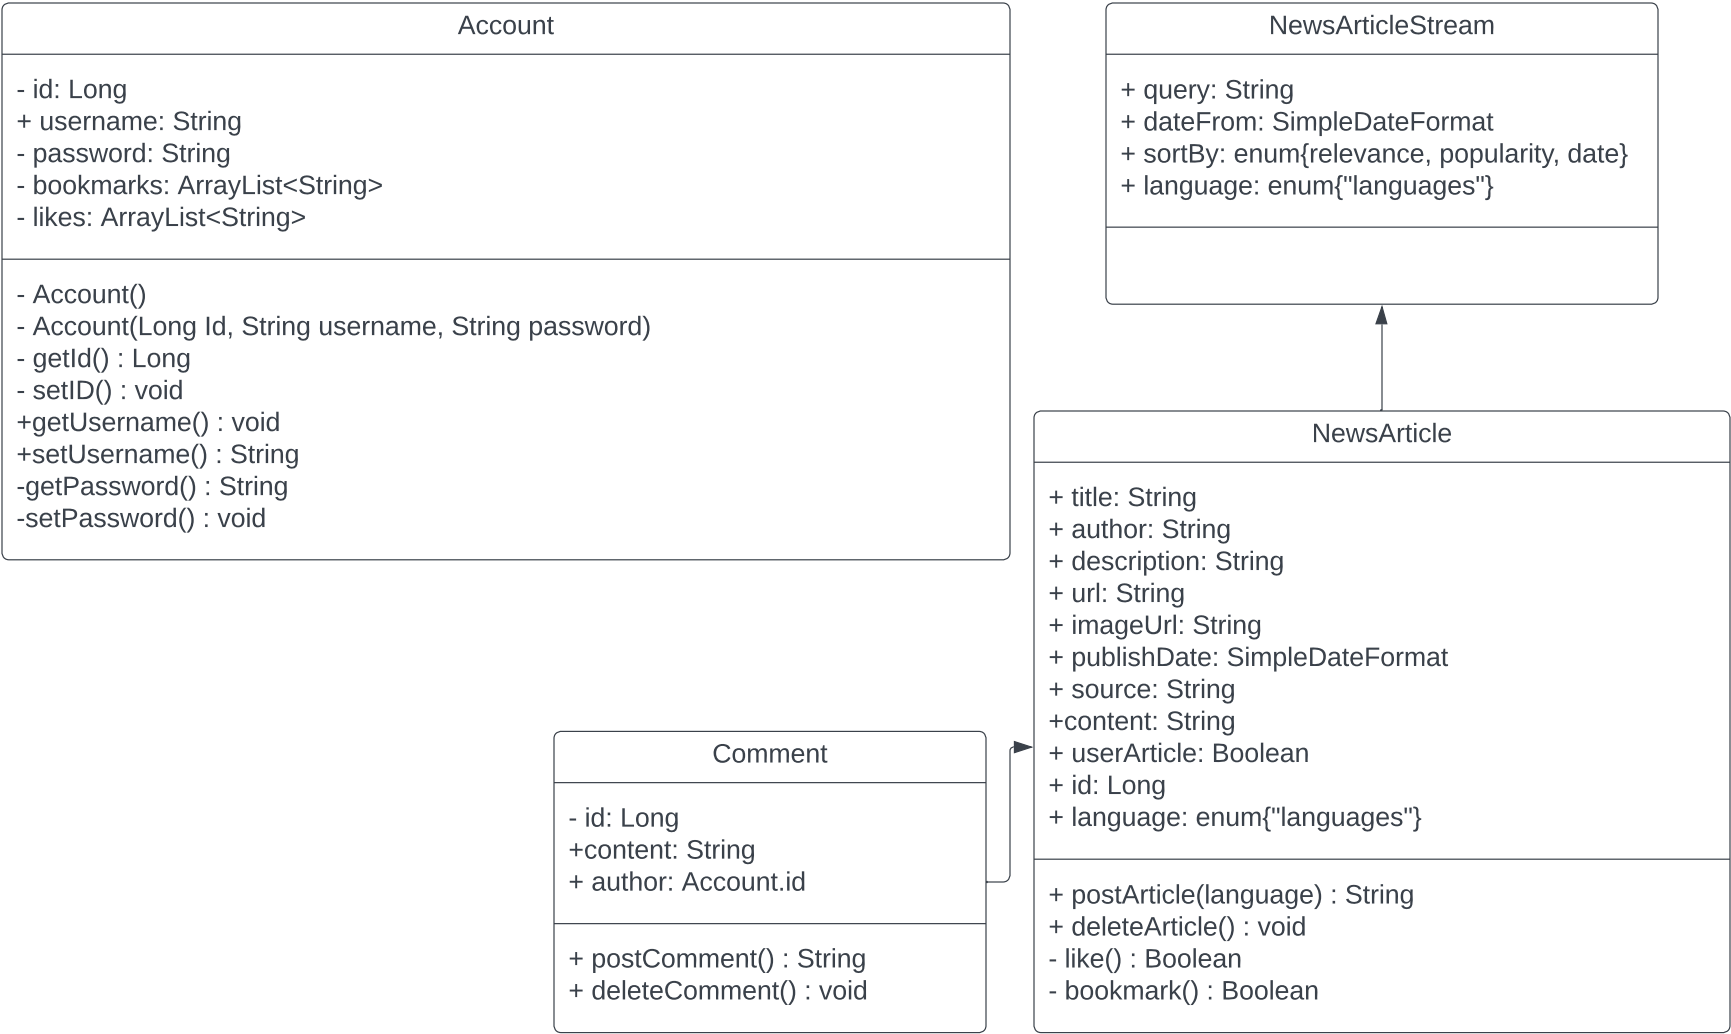 Account
- id: Long
+ username: String
- password: String
- bookmarks: ArrayList<String>
- likes: ArrayList<String>
- Account()
- Account(Long Id, String username, String password)
- getId() : Long
- setID() : void
+getUsername() : void
+setUsername() : String
-getPassword() : String
-setPassword() : void
NewsArticleStream
+ query: String
+ dateFrom: SimpleDateFormat
+ sortBy: enum{relevance, popularity, date}
+ language: enum{"languages"}
NewsArticle
+ title: String
+ author: String
+ description: String
+ url: String
+ imageUrl: String
+ publishDate: SimpleDateFormat
+ source: String
+content: String
+ userArticle: Boolean
+ id: Long
+ language: enum{"languages"}
+ postArticle(language) : String
+ deleteArticle() : void
- like() : Boolean
- bookmark() : Boolean
Comment
- id: Long
+content: String
+ author: Account.id
+ postComment() : String
+ deleteComment() : void